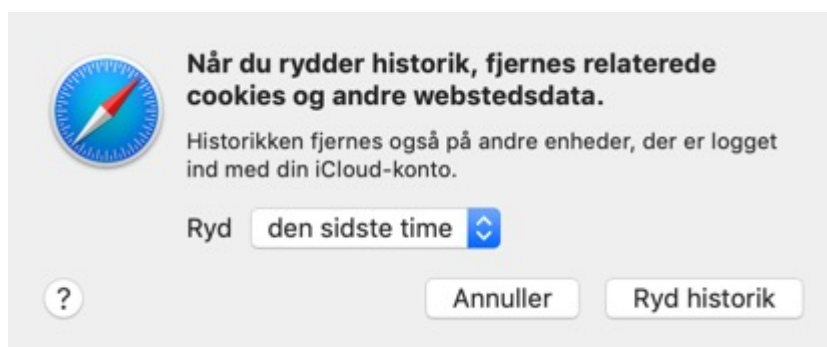 Når du rydder historik, fjernes relaterede
cookies og andre webstedsdata.
Historikken fjernes også på andre enheder, der er logget
ind med din iCloud-konto.
Ryd den sidste time
? Annuller Ryd historik